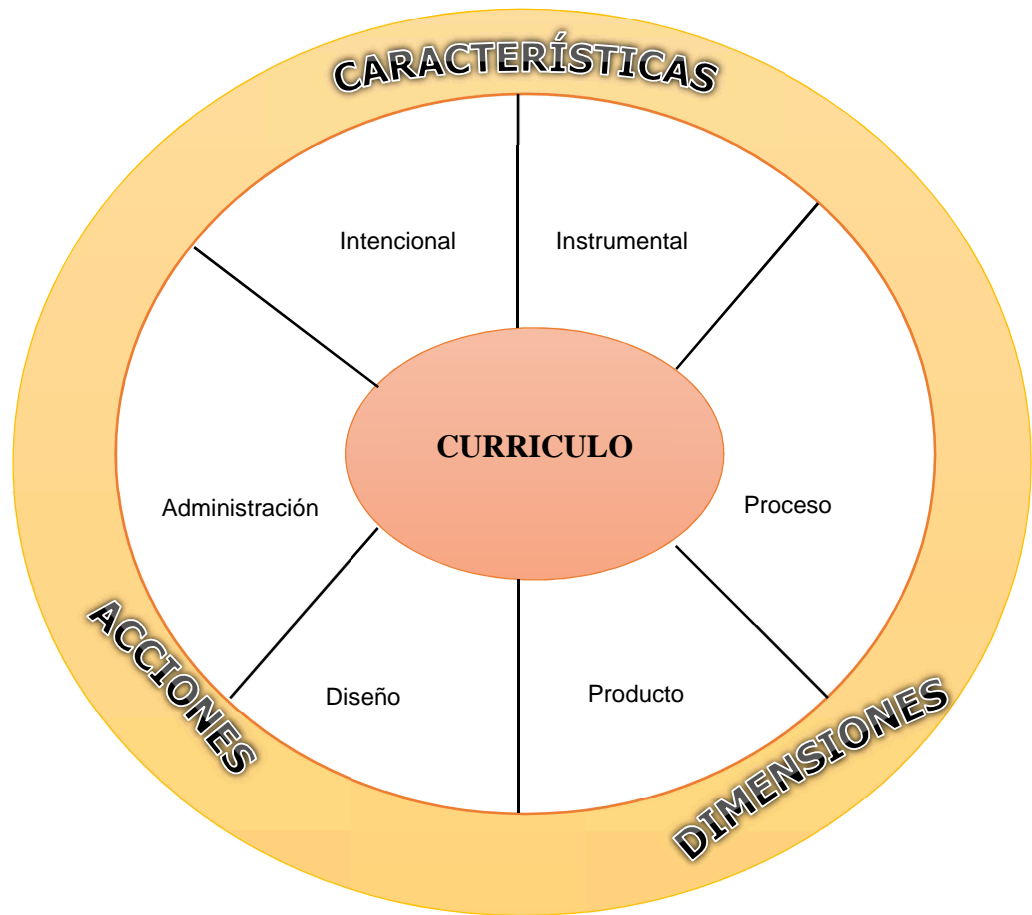 CARACTERÍSTICAS
Intencional
Instrumental
CURRICULO
Administración
Proceso
ACCIONES
Diseño
Producto
DIMENSIONES